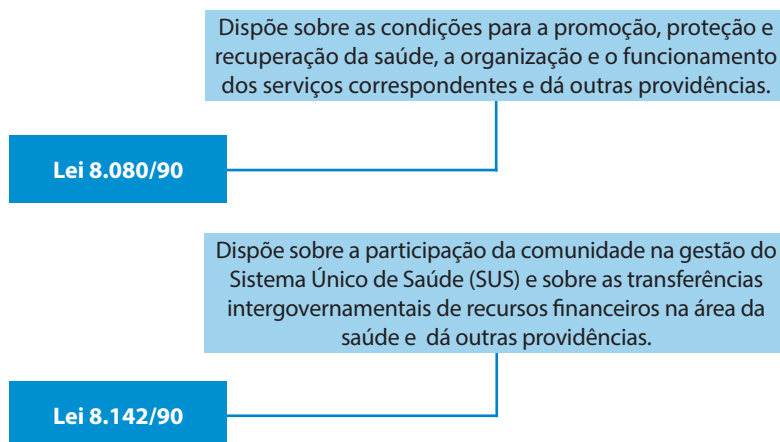 Dispõe sobre as condições para a promoção, proteção e
recuperação da saúde, a organização e o funcionamento
dos serviços correspondentes e dá outras providências.
Lei 8.080/90
Dispõe sobre a participação da comunidade na gestão do
Sistema Único de Saúde (SUS) e sobre as transferências
intergovernamentais de recursos financeiros na área da
saúde e dá outras providências.
Lei 8.142/90